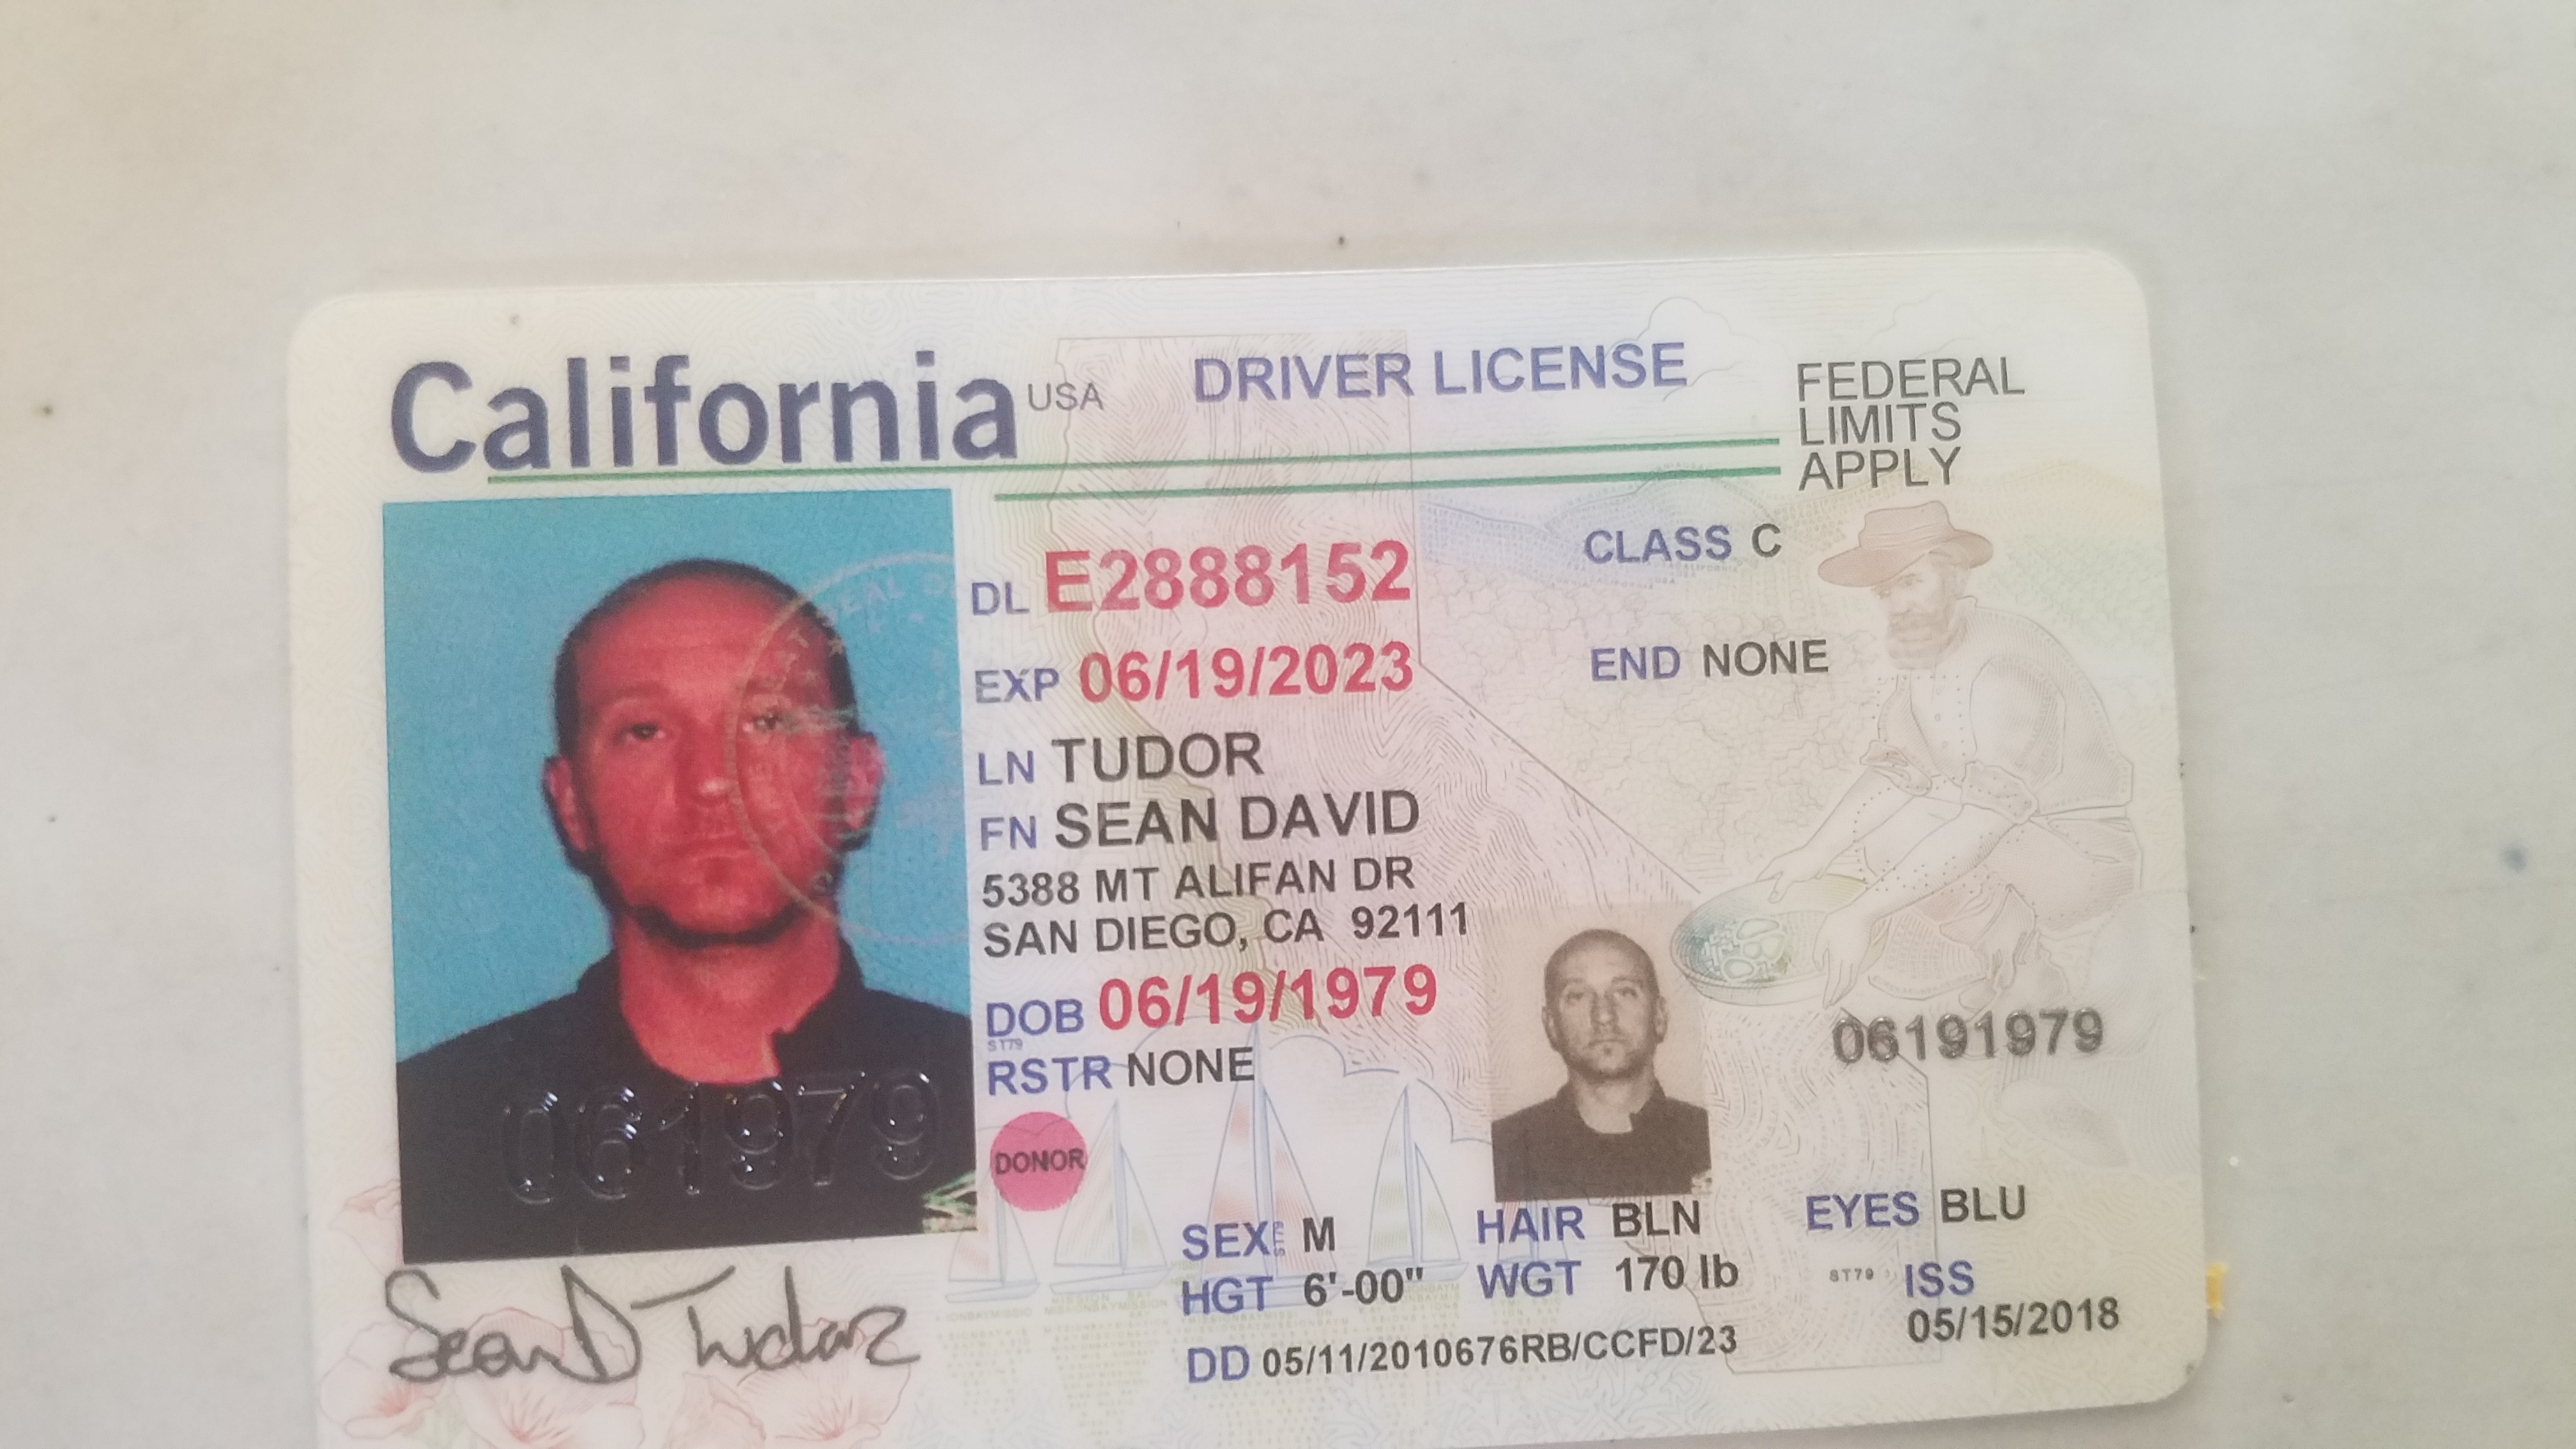 California USA DRIVER LICENSE
FEDERAL
LIMITS
APPLY
DL E2888152
CLASS C
EXP 06/19/2023
END NONE
LN TUDOR
FN SEAN DAVID
5388 MT ALIFAN DR
SAN DIEGO, CA 92111
DOB 06/19/1979
RSTR NONE
06191979
DONOR
SEX M
HAIR BLN
EYES BLU
HGT 6'-00"
WGT 170 lb
ISS
DD 05/11/2010676RB/CCFD/23
05/15/2018
061979
Sean D Tudor